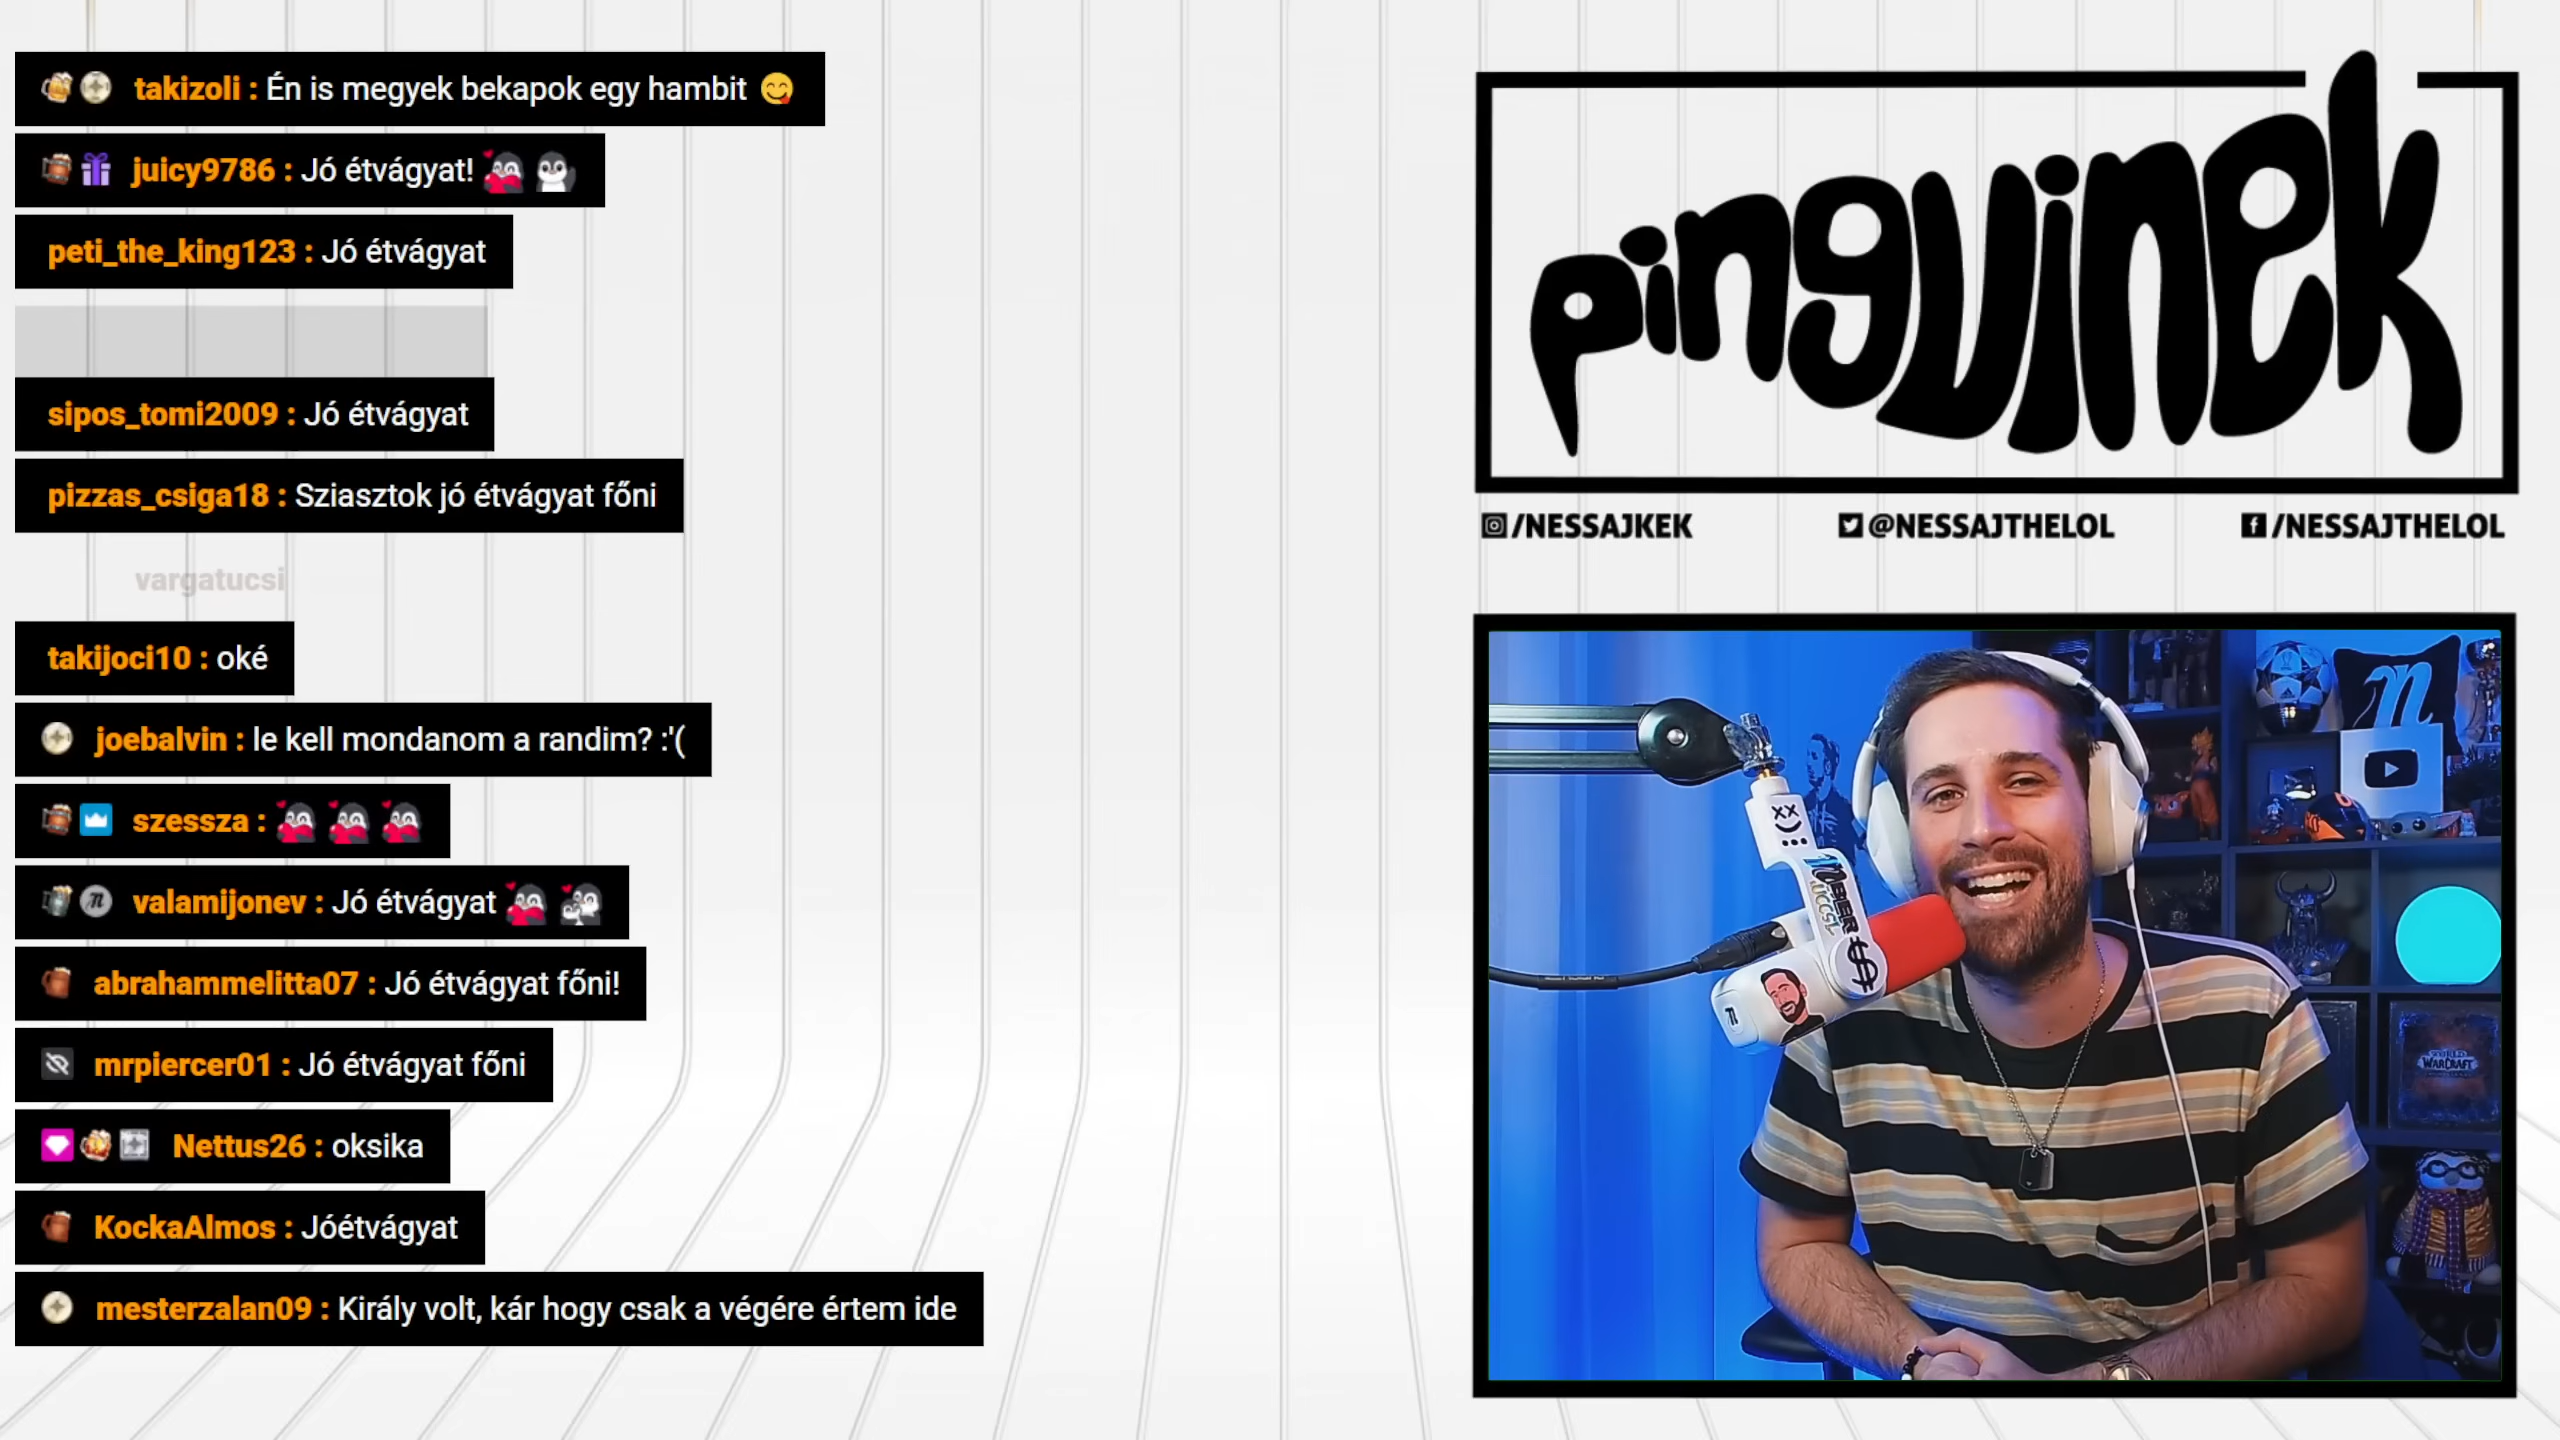 takizoli : Én is megyek bekapok egy hambit
juicy9786 : Jó étvágyat!
peti_the_king123 : Jó étvágyat
sipos_tomi2009 : Jó étvágyat
pizzas_csiga18 : Sziasztok jó étvágyat főni
vargatucsi
takijoci10 : oké
joebalvin : le kell mondanom a randim? :'(
szessza :
valamijonev : Jó étvágyat
abrahammelitta07 : Jó étvágyat főni!
mrpiercer01 : Jó étvágyat főni
Nettus26 : oksika
KockaAlmos : Jóétvágyat
mesterzalan09 : Király volt, kár hogy csak a végére értem ide
pingvinek
/NESSAJKEK @NESSAJTHELOL /NESSAJTHELOL
n
WARCRAFT